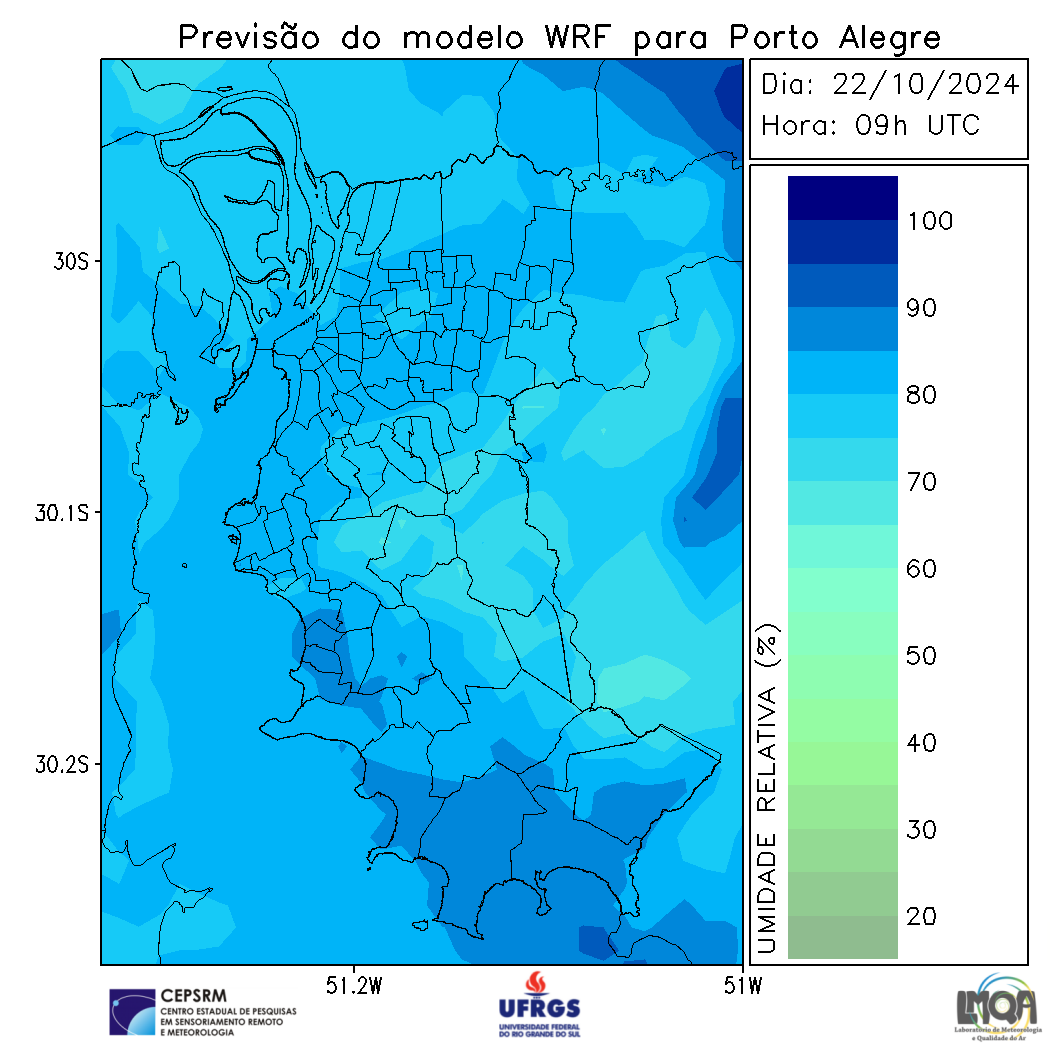 Previsão do modelo WRF para Porto Alegre
Dia: 22/10/2024
Hora: 09h UTC
100
90
80
70
60
50
40
30
20
UMIDADE RELATIVA (%)
30S
30.1S
30.2S
51.2W
51W
CEPSRM
CENTRO ESTADUAL DE PESQUISAS
EM SENSORIAMENTO REMOTO
E METEOROLOGIA
UFRGS
UNIVERSIDADE FEDERAL
DO RIO GRANDE DO SUL
LMQA
Laboratório de Meteorologia
e Qualidade do Ar